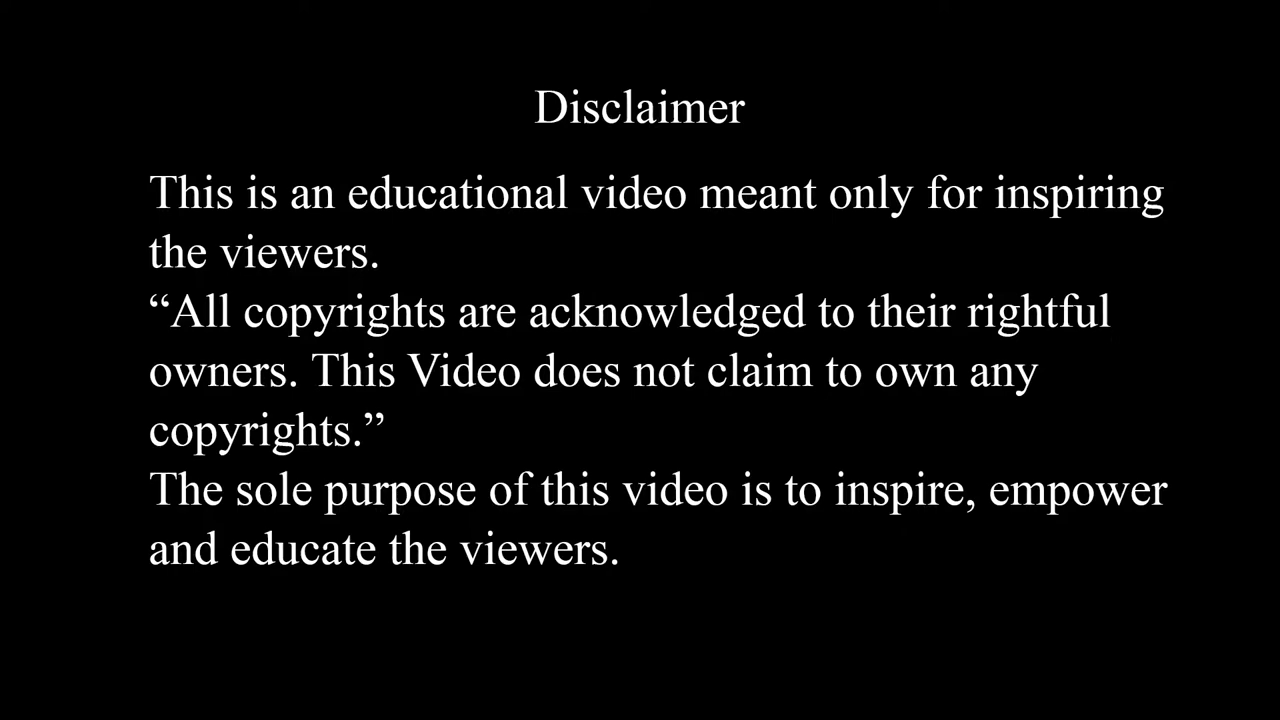 Disclaimer
This is an educational video meant only for inspiring
the viewers.
“All copyrights are acknowledged to their rightful
owners. This Video does not claim to own any
copyrights.”
The sole purpose of this video is to inspire, empower
and educate the viewers.